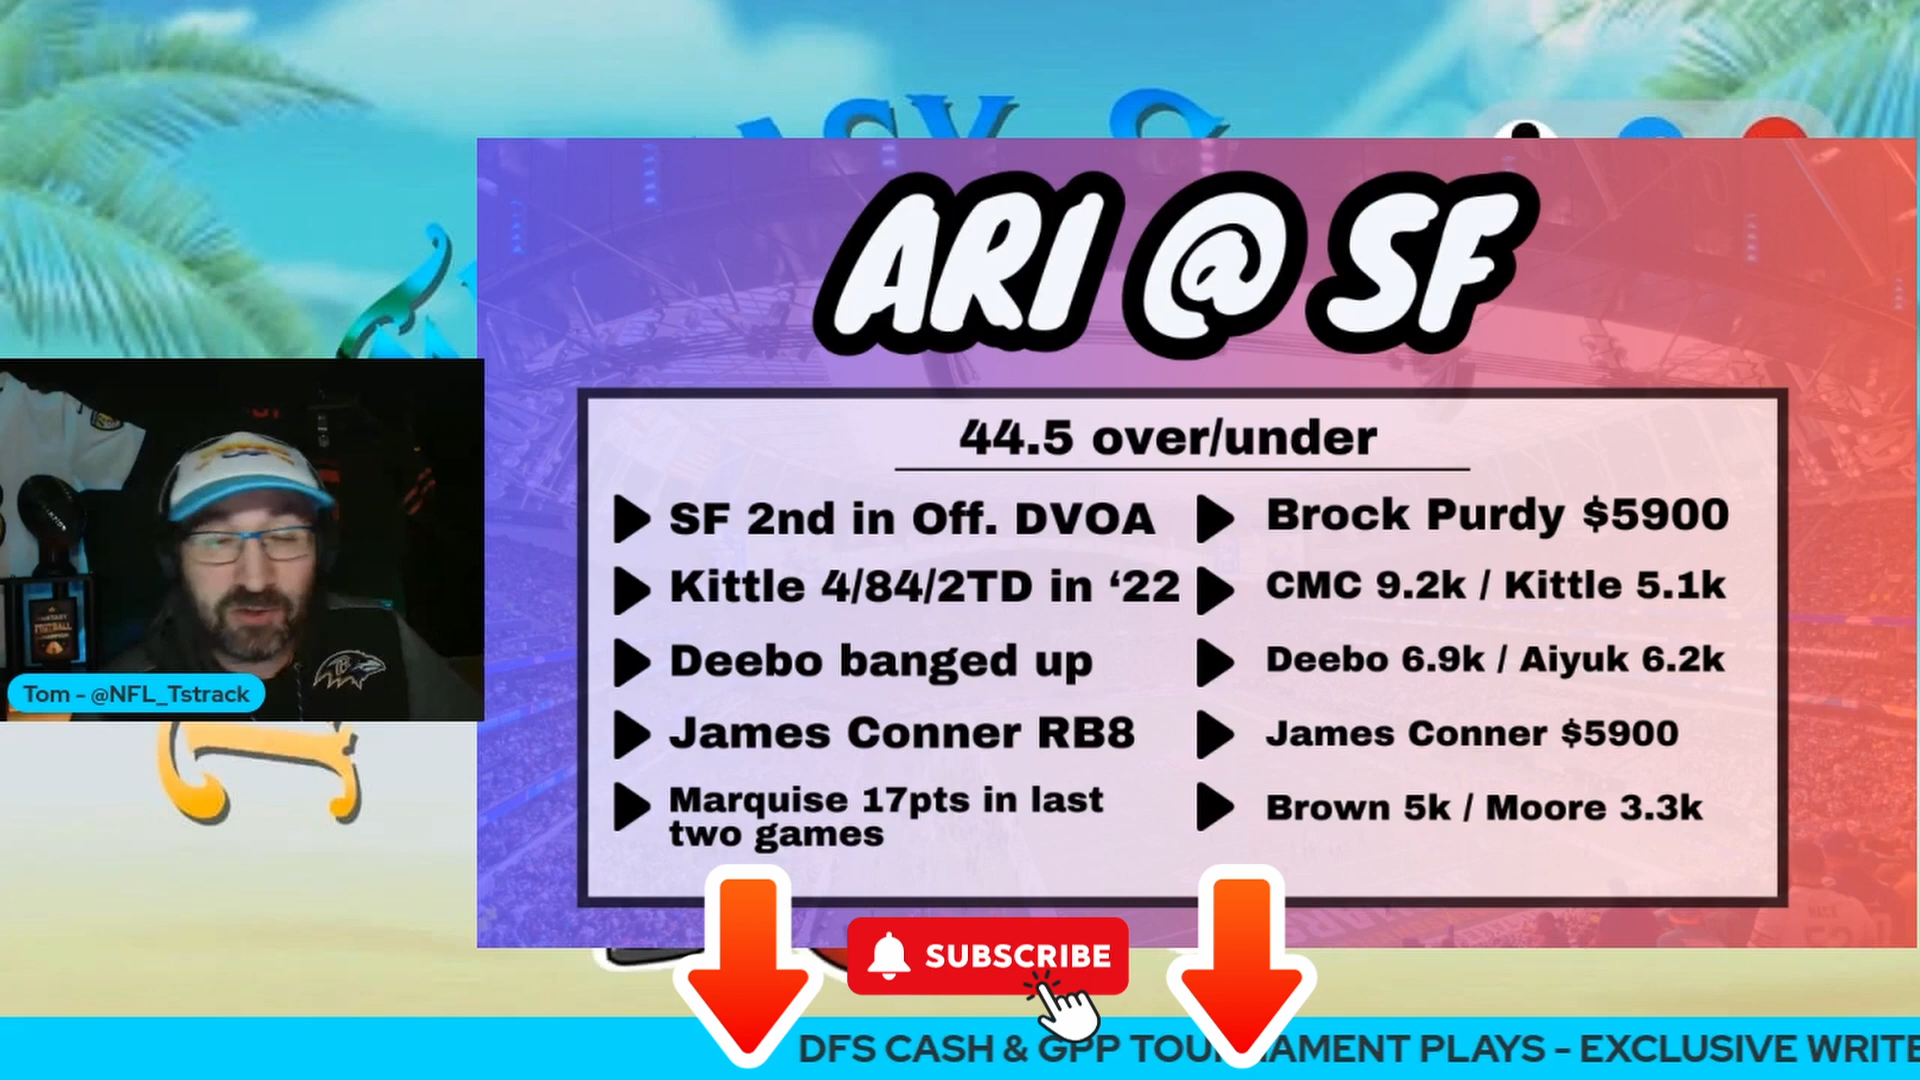 ARI @ SF
44.5 over/under
SF 2nd in Off. DVOA
Kittle 4/84/2TD in ‘22
Deebo banged up
James Conner RB8
Marquise 17pts in last
two games
Brock Purdy $5900
CMC 9.2k / Kittle 5.1k
Deebo 6.9k / Aiyuk 6.2k
James Conner $5900
Brown 5k / Moore 3.3k
Tom - @NFL_Tstrack
SUBSCRIBE
DFS CASH & GPP TOURNAMENT PLAYS - EXCLUSIVE WRITE